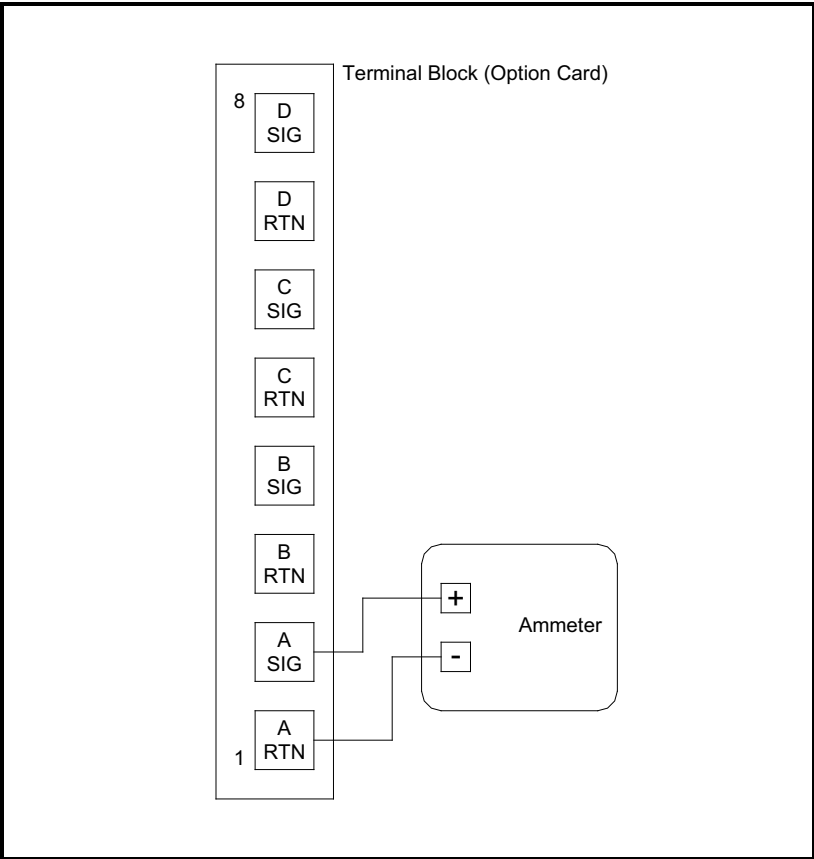 Terminal Block (Option Card)
8
D
SIG
D
RTN
C
SIG
C
RTN
B
SIG
B
RTN
+
Ammeter
A
SIG
-
A
RTN
1